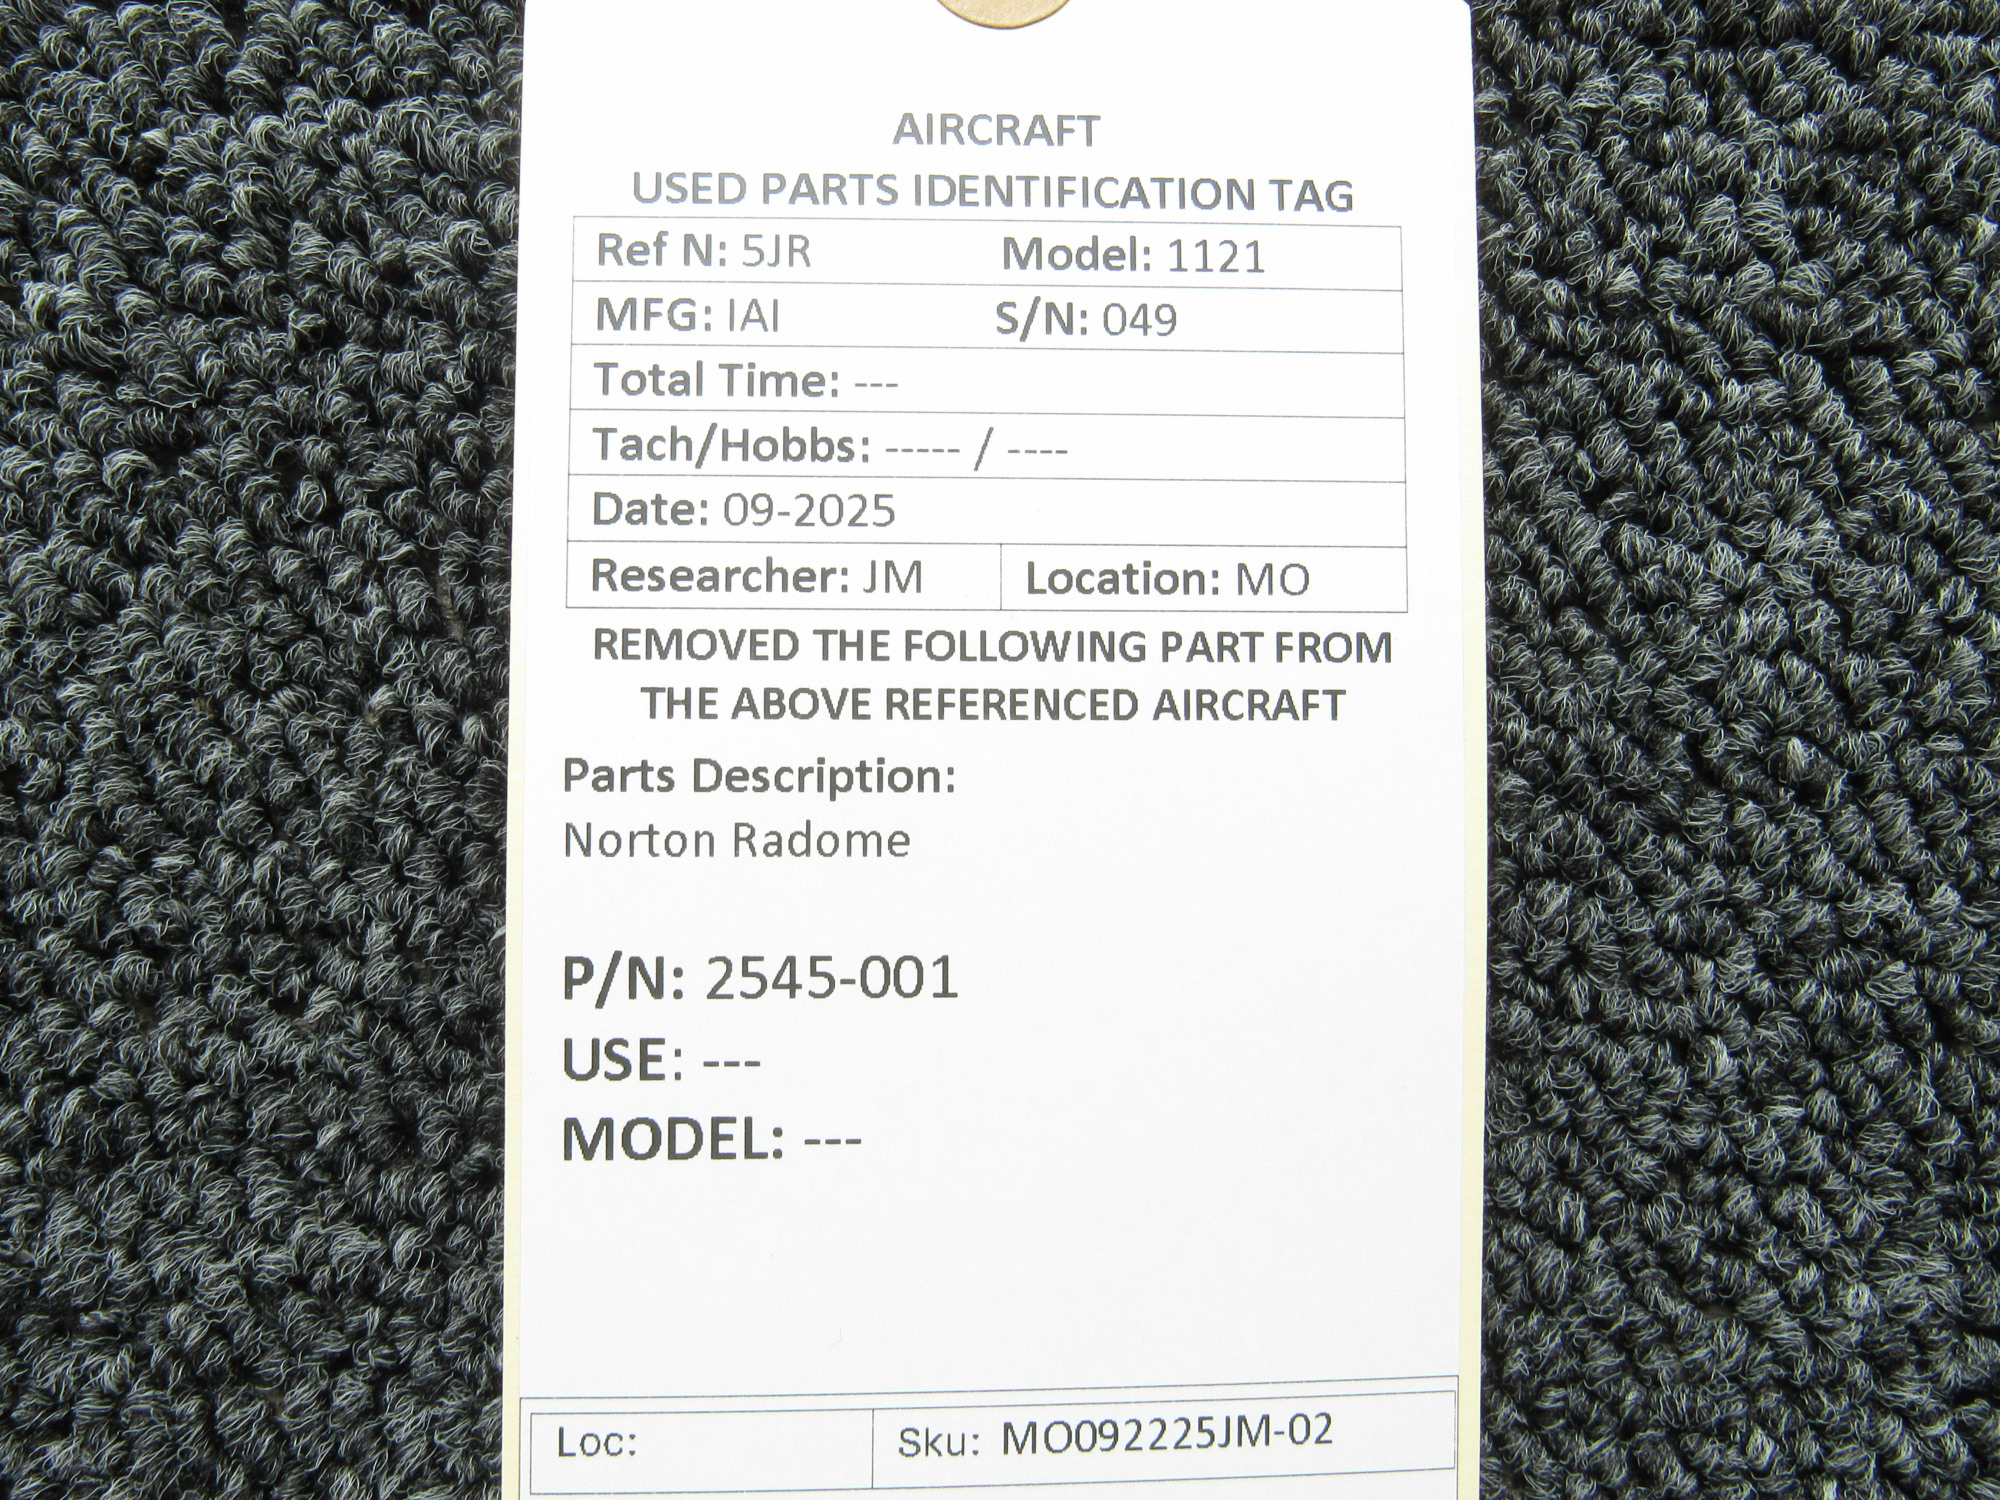 AIRCRAFT
USED PARTS IDENTIFICATION TAG
Ref N: 5JR Model: 1121
MFG: IAI S/N: 049
Total Time: ---
Tach/Hobbs: ----- / ----
Date: 09-2025
Researcher: JM Location: MO
REMOVED THE FOLLOWING PART FROM
THE ABOVE REFERENCED AIRCRAFT
Parts Description:
Norton Radome
P/N: 2545-001
USE: ---
MODEL: ---
Loc: Sku: MO092225JM-02